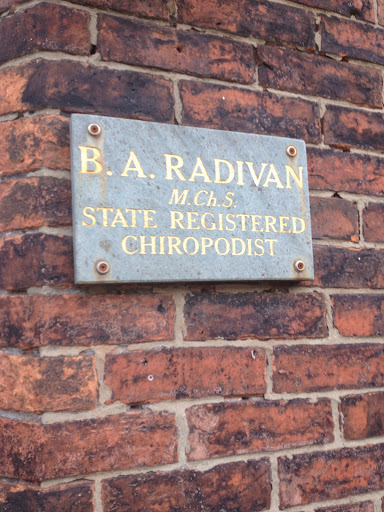 B. A. RADIVAN
M.Ch.S.
STATE REGISTERED
CHIROPODIST